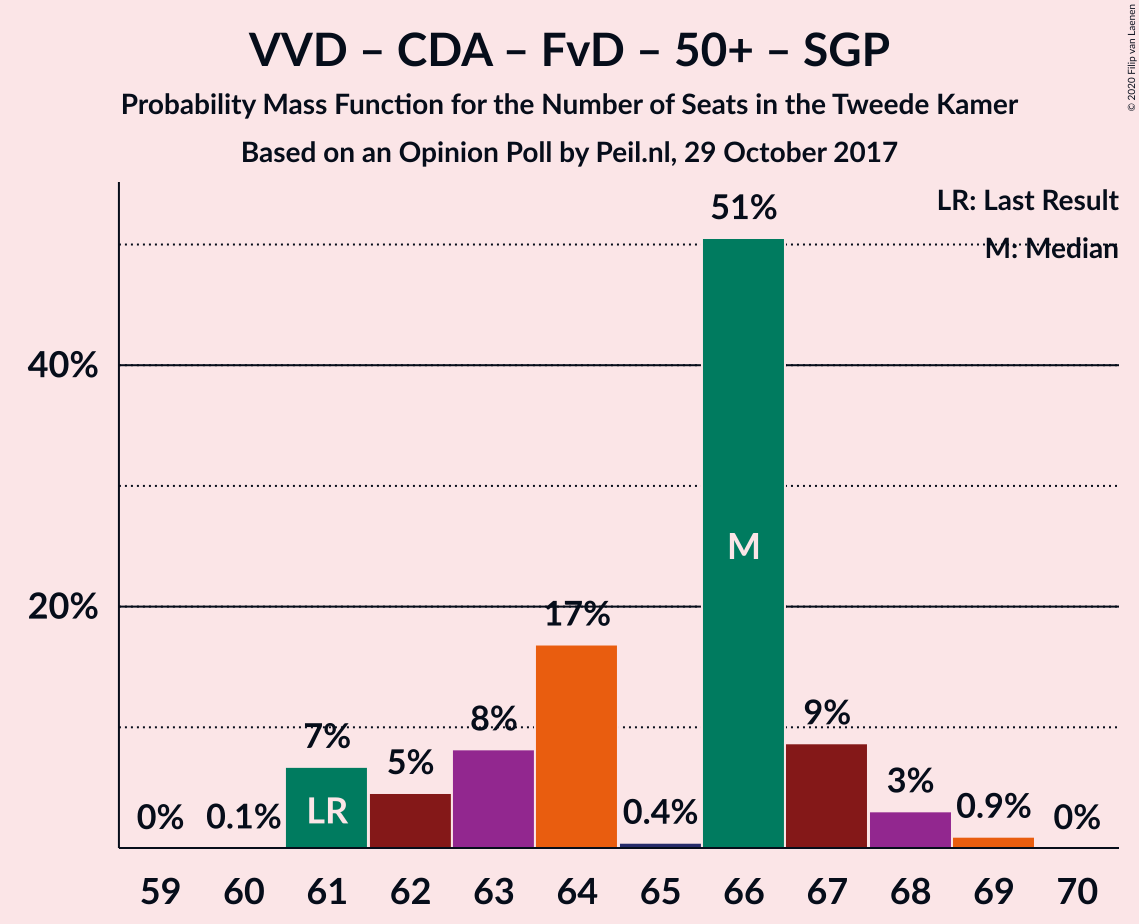 VVD – CDA – FvD – 50+ – SGP
Probability Mass Function for the Number of Seats in the Tweede Kamer
Based on an Opinion Poll by Peil.nl, 29 October 2017
© 2020 Filip van Laenen
LR: Last Result
M: Median
51%
40%
M
20%
17%
9%
8%
7%
5%
3%
LR
0%
0.1%
0.4%
0.9%
0%
59 60 61 62 63 64 65 66 67 68 69 70